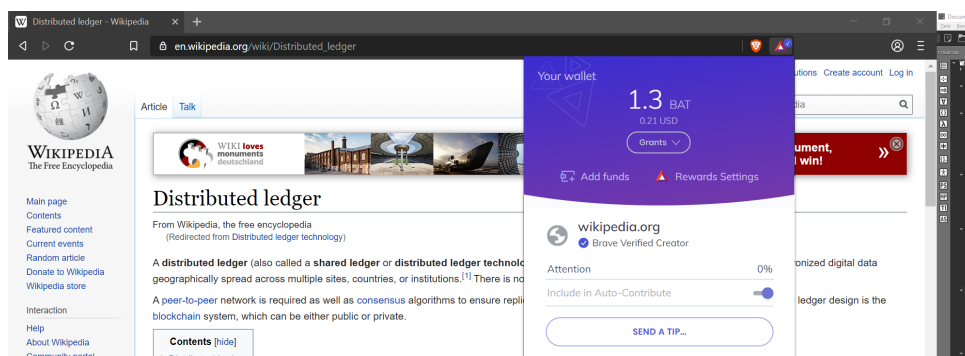 Distributed ledger - Wikipedia
en.wikipedia.org/wiki/Distributed_ledger
Create account Log in
WIKIPEDIA
The Free Encyclopedia
Main page
Contents
Featured content
Current events
Random article
Donate to Wikipedia
Wikipedia store
Interaction
Help
About Wikipedia
Community portal
Article Talk
WIKI loves
monuments
deutschland
win!
Distributed ledger
From Wikipedia, the free encyclopedia
(Redirected from Distributed ledger technology)
A distributed ledger (also called a shared ledger or distributed ledger
digital data
geographically spread across multiple sites, countries, or institutions.[1] There is
A peer-to-peer network is required as well as consensus algorithms to ensure
ledger design is the
blockchain system, which can be either public or private.
Contents [hide]
Your wallet
1.3 BAT
0.21 USD
Grants
Add funds
Rewards Settings
wikipedia.org
Brave Verified Creator
Attention 0%
Include in Auto-Contribute
SEND A TIP...